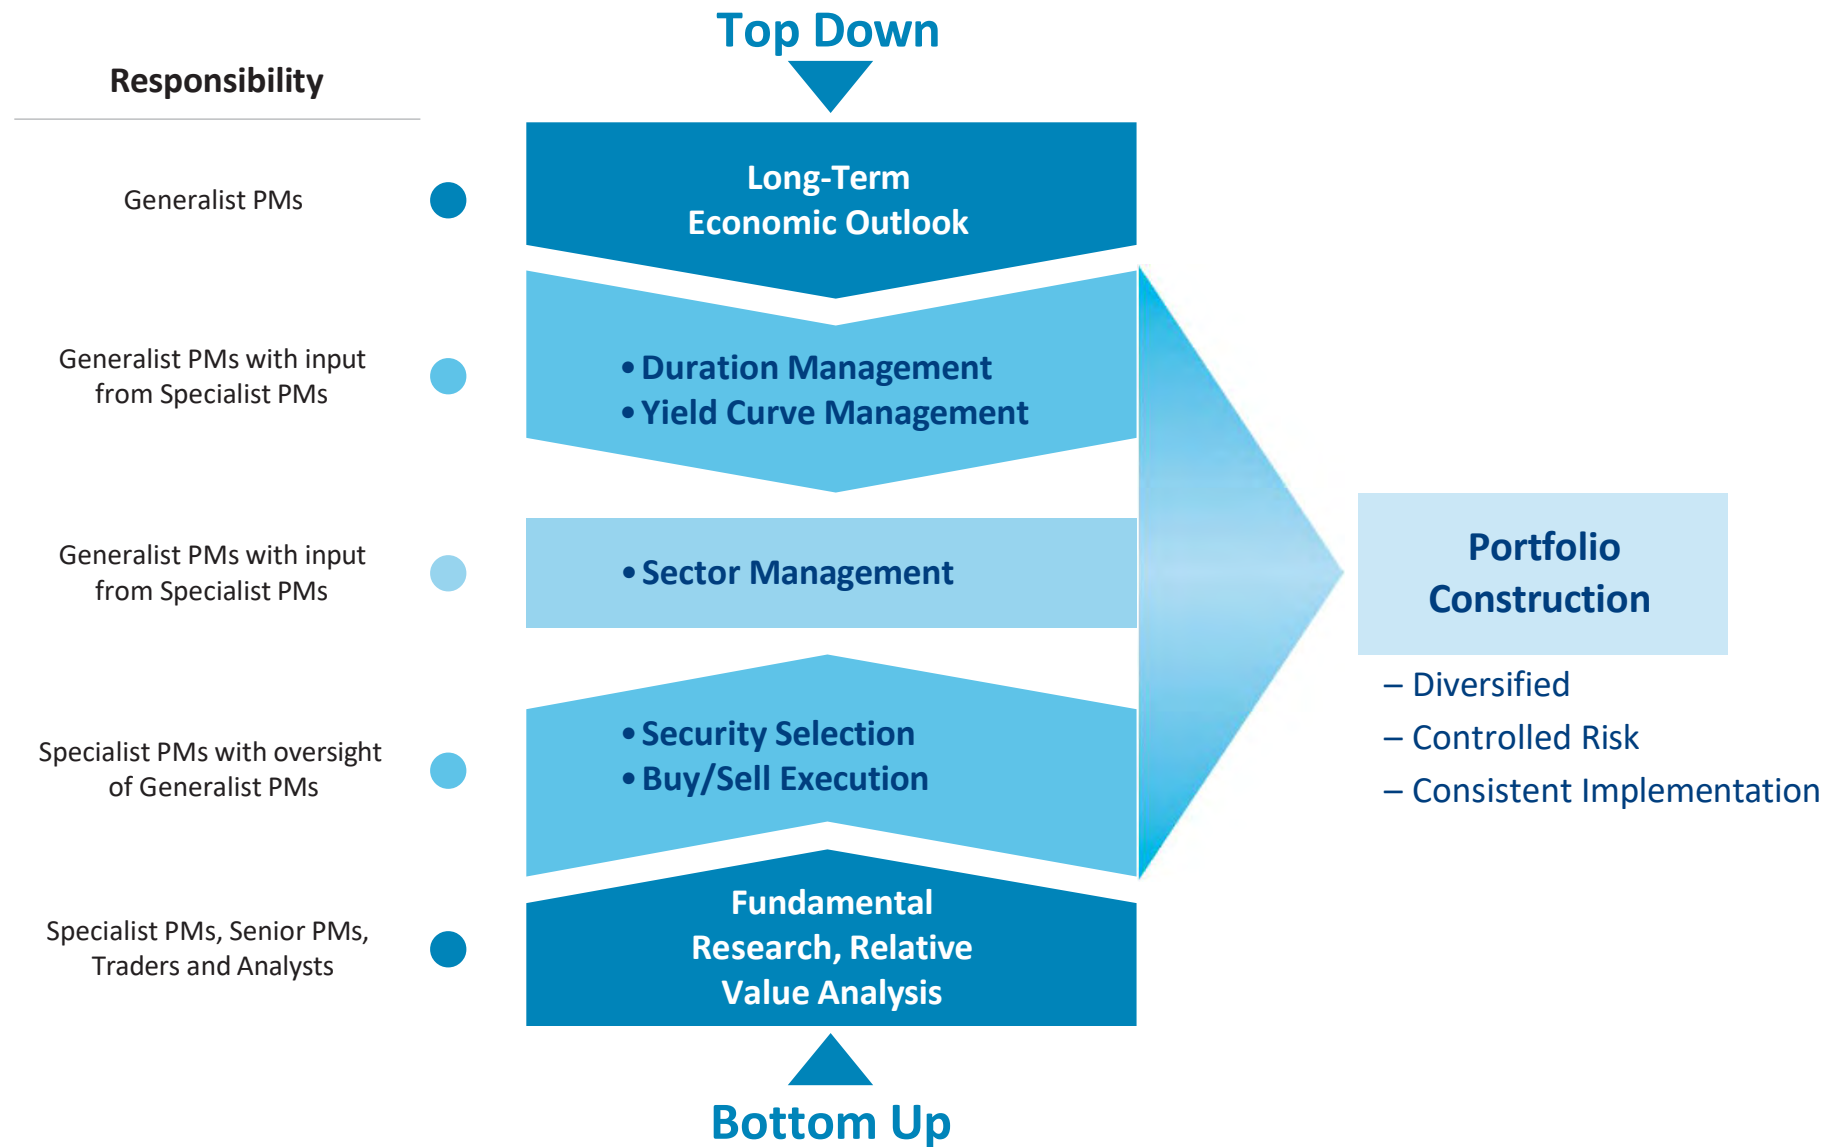 Top Down
Responsibility
Generalist PMs
Long-Term
Economic Outlook
Generalist PMs with input
from Specialist PMs
• Duration Management
• Yield Curve Management
Generalist PMs with input
from Specialist PMs
• Sector Management
Portfolio
Construction
– Diversified
– Controlled Risk
– Consistent Implementation
Specialist PMs with oversight
of Generalist PMs
• Security Selection
• Buy/Sell Execution
Specialist PMs, Senior PMs,
Traders and Analysts
Fundamental
Research, Relative
Value Analysis
Bottom Up